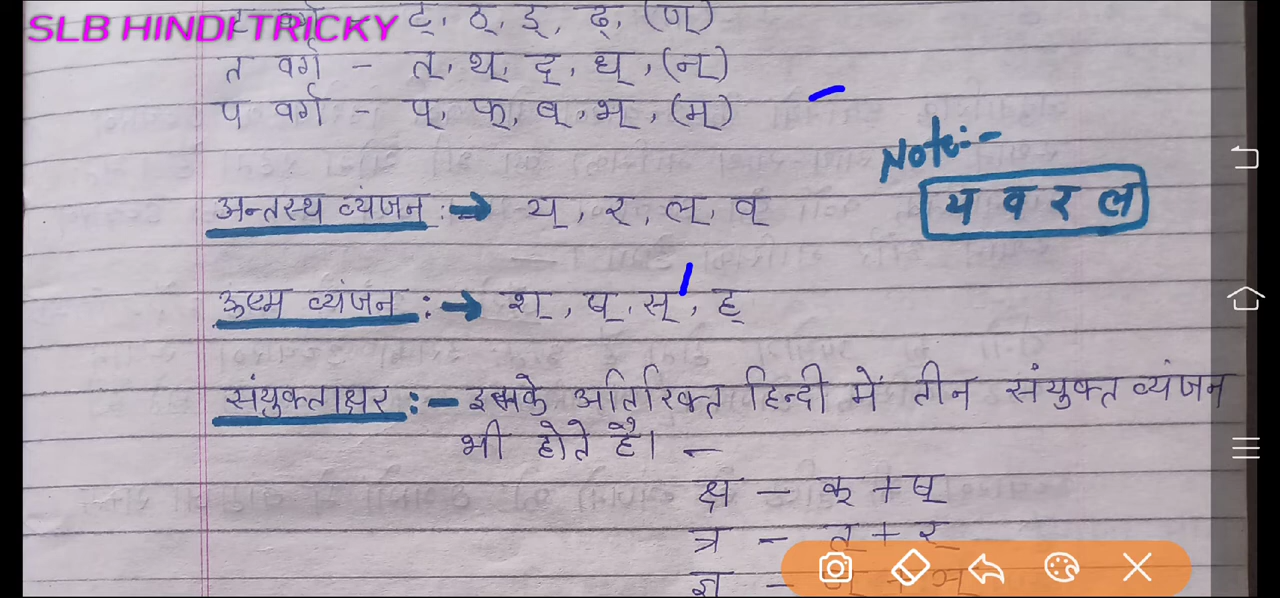 SLB HINDI TRICKY
ट्, ठ्, ड्, ढ्, (ण्)
त वर्ग - त्, थ्, द्, ध्, (न्)
प वर्ग - प्, फ्, ब्, भ्, (म्)
Note:-
अन्तस्थ व्यंजन :→ य्, र्, ल्, व्
य व र ल
ऊष्म व्यंजन :→ श्, ष्, स्, ह्
संयुक्ताक्षर :- इसके अतिरिक्त हिन्दी में तीन संयुक्त व्यंजन
भी होते है। -
क्ष - क् + ष्
त्र - त् + र्
ज्ञ -